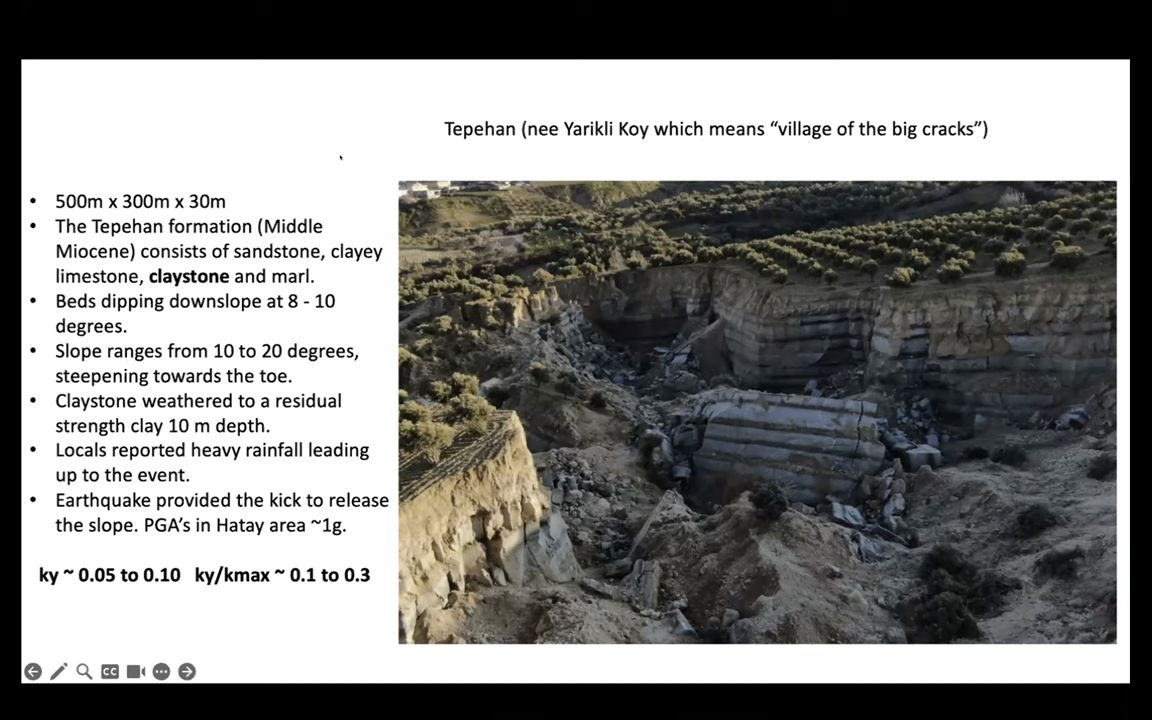 Tepehan (nee Yarikli Koy which means “village of the big cracks”)
• 500m x 300m x 30m
• The Tepehan formation (Middle
Miocene) consists of sandstone, clayey
limestone, claystone and marl.
• Beds dipping downslope at 8 - 10
degrees.
• Slope ranges from 10 to 20 degrees,
steepening towards the toe.
• Claystone weathered to a residual
strength clay 10 m depth.
• Locals reported heavy rainfall leading
up to the event.
• Earthquake provided the kick to release
the slope. PGA’s in Hatay area ~1g.
ky ~ 0.05 to 0.10 ky/kmax ~ 0.1 to 0.3
CC